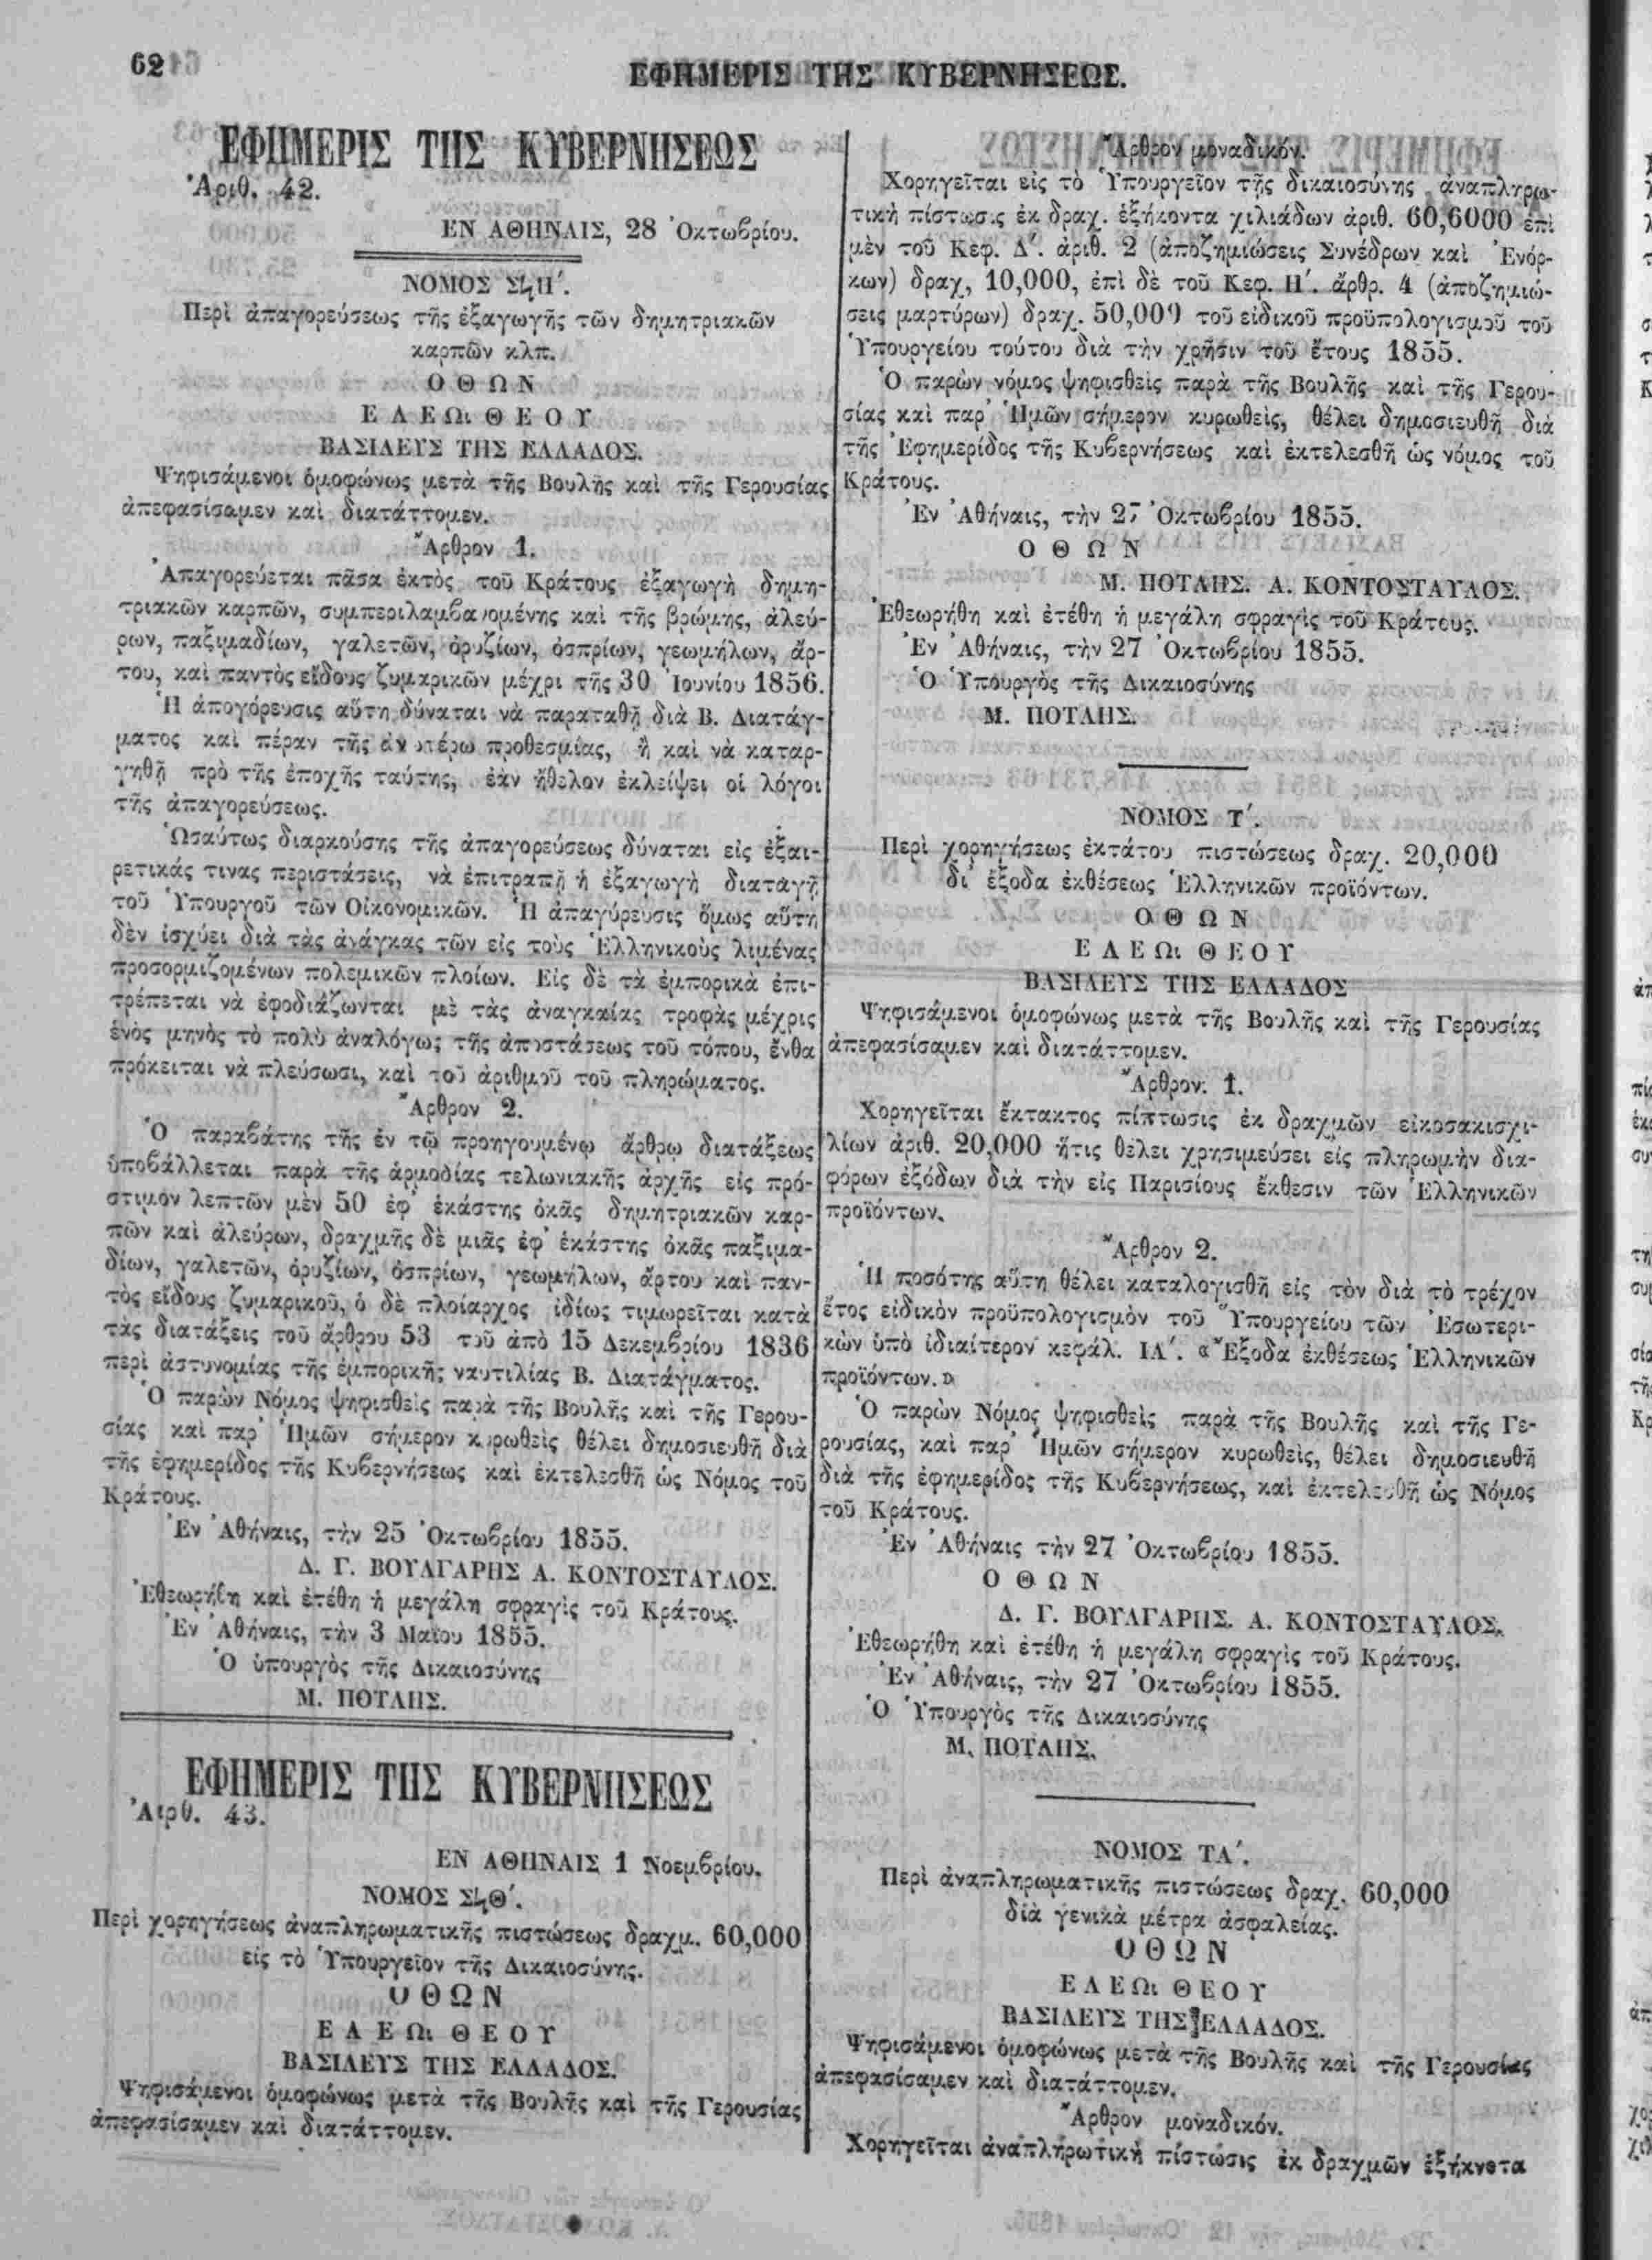 62
ΕΦΗΜΕΡΙΣ ΤΗΣ ΚΥΒΕΡΝΗΣΕΩΣ.
ΕΦΗΜΕΡΙΣ ΤΗΣ ΚΥΒΕΡΝΗΣΕΩΣ
Ἀριθ. 42.
ΕΝ ΑΘΗΝΑΙΣ, 28 Ὀκτωβρίου.
ΝΟΜΟΣ ΣϞΗ´.
Περὶ ἀπαγορεύσεως τῆς ἐξαγωγῆς τῶν δημητριακῶν
καρπῶν κλπ.
Ο Θ Ω Ν
Ε Λ Ε Ωι Θ Ε Ο Υ
ΒΑΣΙΛΕΥΣ ΤΗΣ ΕΛΛΑΔΟΣ.
Ψηφισάμενοι ὁμοφώνως μετὰ τῆς Βουλῆς καὶ τῆς Γερουσίας
ἀπεφασίσαμεν καὶ διατάττομεν.
Ἄρθρον 1.
Ἀπαγορεύεται πᾶσα ἐκτὸς τοῦ Κράτους ἐξαγωγὴ δημη-
τριακῶν καρπῶν, συμπεριλαμβανομένης καὶ τῆς βρώμης, ἀλεύ-
ρων, παξιμαδίων, γαλετῶν, ὀρυζίων, ὀσπρίων, γεωμήλων, ἄρ-
του, καὶ παντὸς εἴδους ζυμαρικῶν μέχρι τῆς 30 Ἰουνίου 1856.
Ἡ ἀπογόρευσις αὕτη δύναται νὰ παραταθῇ διὰ Β. Διατάγ-
ματος καὶ πέραν τῆς ἀνωτέρω προθεσμίας, ἢ καὶ νὰ καταρ-
γηθῇ πρὸ τῆς ἐποχῆς ταύτης, ἐὰν ἤθελον ἐκλείψει οἱ λόγοι
τῆς ἀπαγορεύσεως.
Ὡσαύτως διαρκούσης τῆς ἀπαγορεύσεως δύναται εἰς ἐξαι-
ρετικάς τινας περιστάσεις, νὰ ἐπιτραπῇ ἡ ἐξαγωγὴ διαταγῇ
τοῦ Ὑπουργοῦ τῶν Οἰκονομικῶν. Ἡ ἀπαγύρευσις ὅμως αὕτη
δὲν ἰσχύει διὰ τὰς ἀνάγκας τῶν εἰς τοὺς Ἑλληνικοὺς λιμένας
προσορμιζομένων πολεμικῶν πλοίων. Εἰς δὲ τὰ ἐμπορικὰ ἐπι-
τρέπεται νὰ ἐφοδιάζωνται μὲ τὰς ἀναγκαίας τροφὰς μέχρις
ἑνὸς μηνὸς τὸ πολὺ ἀναλόγως τῆς ἀποστάσεως τοῦ τόπου, ἔνθα
πρόκειται νὰ πλεύσωσι, καὶ τοῦ ἀριθμοῦ τοῦ πληρώματος.
Ἄρθρον 2.
Ὁ παραβάτης τῆς ἐν τῷ προηγουμένῳ ἄρθρῳ διατάξεως
ὑποβάλλεται παρὰ τῆς ἁρμοδίας τελωνιακῆς ἀρχῆς εἰς πρό-
στιμον λεπτῶν μὲν 50 ἐφ' ἑκάστης ὀκᾶς δημητριακῶν καρ-
πῶν καὶ ἀλεύρων, δραχμῆς δὲ μιᾶς ἐφ' ἑκάστης ὀκᾶς παξιμα-
δίων, γαλετῶν, ὀρυζίων, ὀσπρίων, γεωμήλων, ἄρτου καὶ παν-
τὸς εἴδους ζυμαρικοῦ, ὁ δὲ πλοίαρχος ἰδίως τιμωρεῖται κατὰ
τὰς διατάξεις τοῦ ἄρθρου 53 τοῦ ἀπὸ 15 Δεκεμβρίου 1836
περὶ ἀστυνομίας τῆς ἐμπορικῆς ναυτιλίας Β. Διατάγματος.
Ὁ παρὼν Νόμος ψηφισθεὶς παρὰ τῆς Βουλῆς καὶ τῆς Γερου-
σίας καὶ παρ' Ἡμῶν σήμερον κυρωθεὶς θέλει δημοσιευθῆ διὰ
τῆς ἐφημερίδος τῆς Κυβερνήσεως καὶ ἐκτελεσθῆ ὡς Νόμος τοῦ
Κράτους.
Ἐν Ἀθήναις, τὴν 25 Ὀκτωβρίου 1855.
Δ. Γ. ΒΟΥΛΓΑΡΗΣ Α. ΚΟΝΤΟΣΤΑΥΛΟΣ.
Ἐθεωρήθη καὶ ἐτέθη ἡ μεγάλη σφραγὶς τοῦ Κράτους.
Ἐν Ἀθήναις, τὴν 3 Μαΐου 1855.
Ὁ ὑπουργὸς τῆς Δικαιοσύνης
Μ. ΠΟΤΛΗΣ.
ΕΦΗΜΕΡΙΣ ΤΗΣ ΚΥΒΕΡΝΗΣΕΩΣ
Ἀιρθ. 43.
ΕΝ ΑΘΗΝΑΙΣ 1 Νοεμβρίου.
ΝΟΜΟΣ ΣϞΘ´.
Περὶ χορηγήσεως ἀναπληρωματικῆς πιστώσεως δραχμ. 60,000
εἰς τὸ Ὑπουργεῖον τῆς Δικαιοσύνης.
Ο Θ Ω Ν
Ε Λ Ε Ωι Θ Ε Ο Υ
ΒΑΣΙΛΕΥΣ ΤΗΣ ΕΛΛΑΔΟΣ.
Ψηφισάμενοι ὁμοφώνως μετὰ τῆς Βουλῆς καὶ τῆς Γερουσίας
ἀπεφασίσαμεν καὶ διατάττομεν.
Ἄρθρον μοναδικόν.
Χορηγεῖται εἰς τὸ Ὑπουργεῖον τῆς δικαιοσύνης ἀναπληρω-
τικὴ πίστωσις ἐκ δραχ. ἑξήκοντα χιλιάδων ἀριθ. 60,6000 ἐπὶ
μὲν τοῦ Κεφ. Δ´. ἀριθ. 2 (ἀποζημιώσεις Συνέδρων καὶ Ἐνόρ-
κων) δραχ, 10,000, ἐπὶ δὲ τοῦ Κεφ. Η´. ἄρθρ. 4 (ἀποζημιώ-
σεις μαρτύρων) δραχ. 50,000 τοῦ εἰδικοῦ προϋπολογισμοῦ τοῦ
Ὑπουργείου τούτου διὰ τὴν χρῆσιν τοῦ ἔτους 1855.
Ὁ παρὼν νόμος ψηφισθεὶς παρὰ τῆς Βουλῆς καὶ τῆς Γερου-
σίας καὶ παρ' Ἡμῶν σήμερον κυρωθεὶς, θέλει δημοσιευθῆ διὰ
τῆς Ἐφημερίδος τῆς Κυβερνήσεως καὶ ἐκτελεσθῆ ὡς νόμος τοῦ
Κράτους.
Ἐν Ἀθήναις, τὴν 27 Ὀκτωβρίου 1855.
Ο Θ Ω Ν
Μ. ΠΟΤΛΗΣ. Α. ΚΟΝΤΟΣΤΑΥΛΟΣ.
Ἐθεωρήθη καὶ ἐτέθη ἡ μεγάλη σφραγὶς τοῦ Κράτους.
Ἐν Ἀθήναις, τὴν 27 Ὀκτωβρίου 1855.
Ὁ Ὑπουργὸς τῆς Δικαιοσύνης
Μ. ΠΟΤΛΗΣ.
ΝΟΜΟΣ Τ´.
Περὶ χορηγήσεως ἐκτάτου πιστώσεως δραχ. 20,000
δι' ἔξοδα ἐκθέσεως Ἑλληνικῶν προϊόντων.
Ο Θ Ω Ν
Ε Λ Ε Ωι Θ Ε Ο Υ
ΒΑΣΙΛΕΥΣ ΤΗΣ ΕΛΛΑΔΟΣ
Ψηφισάμενοι ὁμοφώνως μετὰ τῆς Βουλῆς καὶ τῆς Γερουσίας
ἀπεφασίσαμεν καὶ διατάττομεν.
Ἄρθρον. 1.
Χορηγεῖται ἔκτακτος πίπτωσις ἐκ δραχμῶν εἰκοσακισχι-
λίων ἀριθ. 20,000 ἥτις θέλει χρησιμεύσει εἰς πληρωμὴν δια-
φόρων ἐξόδων διὰ τὴν εἰς Παρισίους ἔκθεσιν τῶν Ἑλληνικῶν
προϊόντων.
Ἄρθρον 2.
Ἡ ποσότης αὕτη θέλει καταλογισθῆ εἰς τὸν διὰ τὸ τρέχον
ἔτος εἰδικὸν προϋπολογισμὸν τοῦ Ὑπουργείου τῶν Ἐσωτερι-
κῶν ὑπὸ ἰδιαίτερον κεφάλ. ΙΑ´. «Ἔξοδα ἐκθέσεως Ἑλληνικῶν
προϊόντων.»
Ὁ παρὼν Νόμος ψηφισθεὶς παρὰ τῆς Βουλῆς καὶ τῆς Γε-
ρουσίας, καὶ παρ' Ἡμῶν σήμερον κυρωθεὶς, θέλει δημοσιευθῆ
διὰ τῆς ἐφημερίδος τῆς Κυβερνήσεως, καὶ ἐκτελεσθῆ ὡς Νόμος
τοῦ Κράτους.
Ἐν Ἀθήναις τὴν 27 Ὀκτωβρίου 1855.
Ο Θ Ω Ν
Δ. Γ. ΒΟΥΛΓΑΡΗΣ. Α. ΚΟΝΤΟΣΤΑΥΛΟΣ.
Ἐθεωρήθη καὶ ἐτέθη ἡ μεγάλη σφραγὶς τοῦ Κράτους.
Ἐν Ἀθήναις, τὴν 27 Ὀκτωβρίου 1855.
Ὁ Ὑπουργὸς τῆς Δικαιοσύνης
Μ. ΠΟΤΛΗΣ.
ΝΟΜΟΣ ΤΑ´.
Περὶ ἀναπληρωματικῆς πιστώσεως δραχ. 60,000
διὰ γενικὰ μέτρα ἀσφαλείας.
Ο Θ Ω Ν
Ε Λ Ε Ωι Θ Ε Ο Υ
ΒΑΣΙΛΕΥΣ ΤΗΣ ΕΛΛΑΔΟΣ.
Ψηφισάμενοι ὁμοφώνως μετὰ τῆς Βουλῆς καὶ τῆς Γερουσίας
ἀπεφασίσαμεν καὶ διατάττομεν.
Ἄρθρον μοναδικόν.
Χορηγεῖται ἀναπληρωτικὴ πίστωσις ἐκ δραχμῶν ἑξήκνοτα